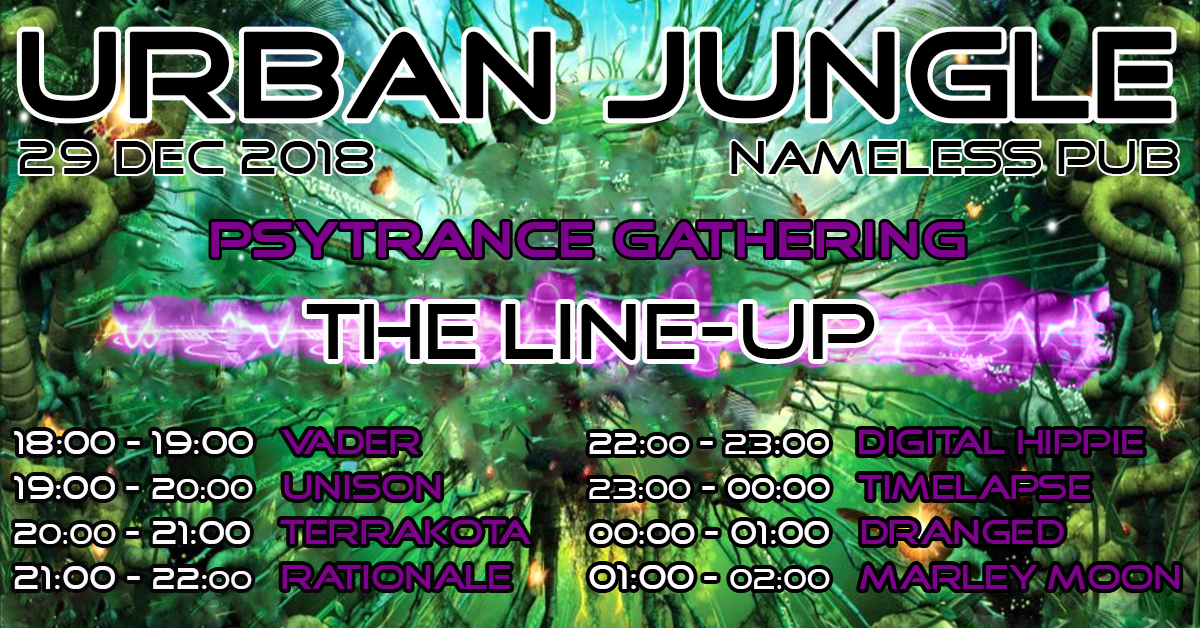 URBAN JUNGLE
29 DEC 2018 NAMELESS PUB
PSYTRANCE GATHERING
THE LINE-UP
18:00 - 19:00 VADER
19:00 - 20:00 UNISON
20:00 - 21:00 TERRAKOTA
21:00 - 22:00 RATIONALE
22:00 - 23:00 DIGITAL HIPPIE
23:00 - 00:00 TIMELAPSE
00:00 - 01:00 DRANGED
01:00 - 02:00 MARLEY MOON